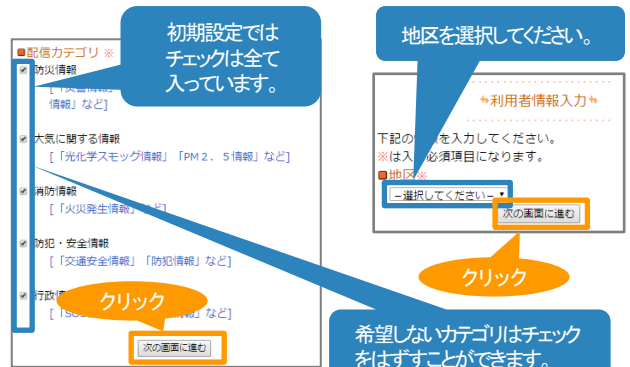 初期設定では
チェックは全て
入っています。
■配信カテゴリ ※
防災情報
情報」など]
大気に関する情報
[「光化学スモッグ情報」「PM2．5情報」など]
消防情報
[「火災発生情報」など]
防犯・安全情報
[「交通安全情報」「防犯情報」など]
行政
クリック
情報」など]
次の画面に進む
地区を選択してください。
利用者情報入力
下記の を入力してください。
※は入 必須項目になります。
■地区※
－選択してください－
次の画面に進む
クリック
希望しないカテゴリはチェック
をはずすことができます。